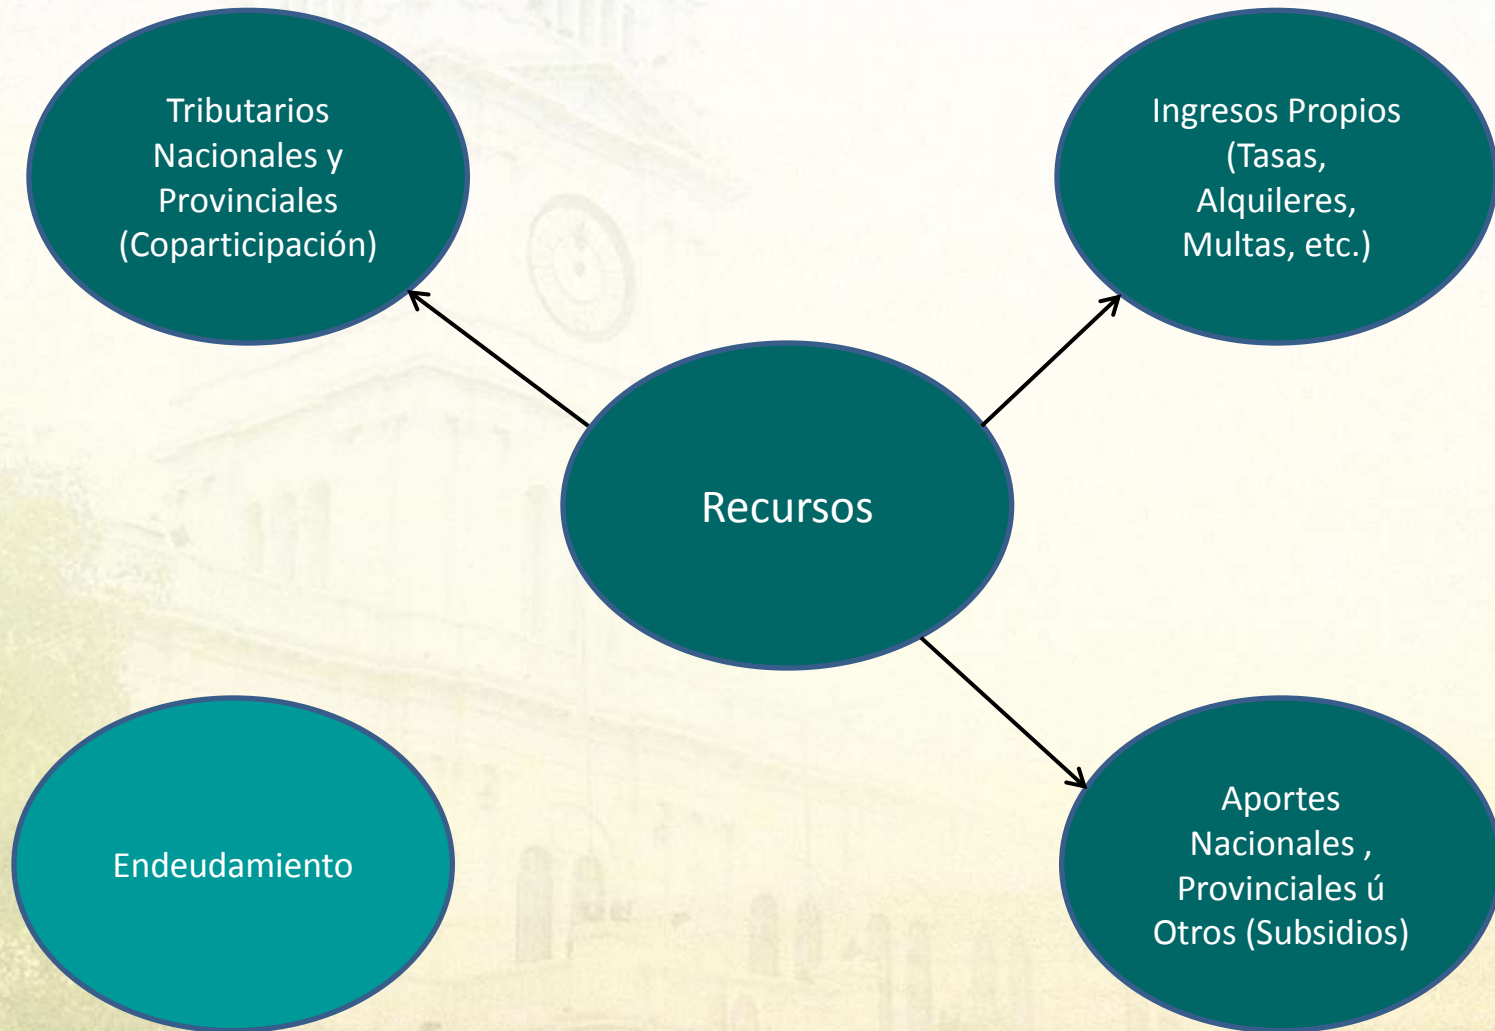 Tributarios
Nacionales y
Provinciales
(Coparticipación)
Ingresos Propios
(Tasas,
Alquileres,
Multas, etc.)
Recursos
Endeudamiento
Aportes
Nacionales ,
Provinciales ú
Otros (Subsidios)